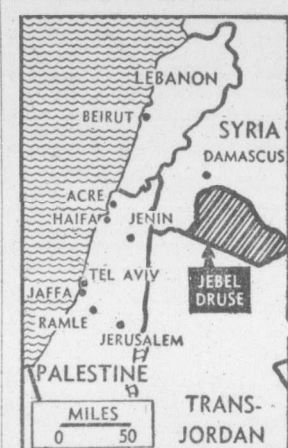 LEBANON
BEIRUT
SYRIA
DAMASCUS
ACRE
HAIFA
JENIN
TEL AVIV
JAFFA
JEBEL
DRUSE
RAMLE
JERUSALEM
PALESTINE
MILES
0 50
TRANS-
JORDAN